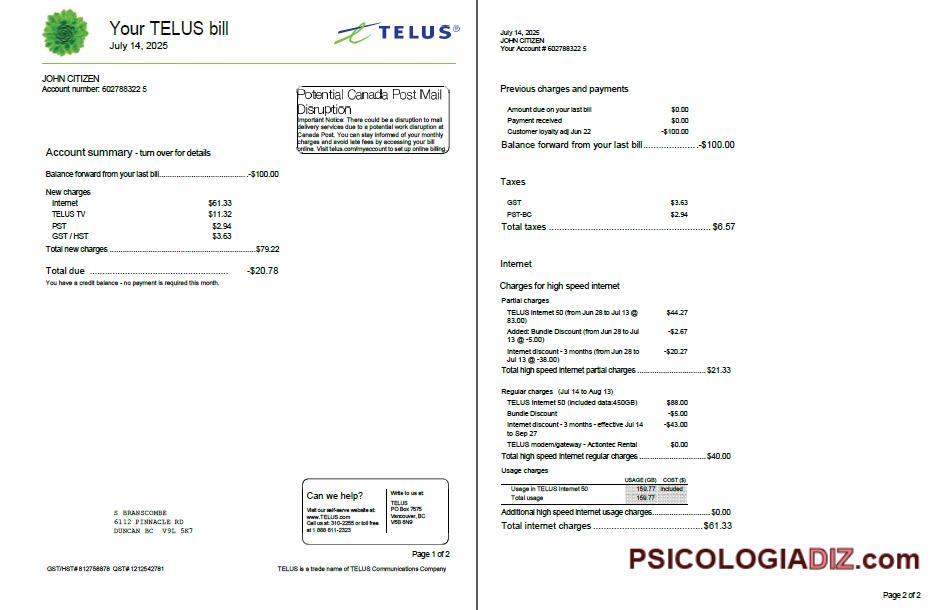 Your TELUS bill
July 14, 2025
TELUS®
JOHN CITIZEN
Account number: 602788322 5
Potential Canada Post Mail
Disruption
Important Notice: There could be a disruption to mail
delivery services due to a potential work disruption at
Canada Post. You can stay informed of your monthly
charges and avoid late fees by accessing your bill
online. Visit telus.com/myaccount to set up online billing.
Account summary - turn over for details
Balance forward from your last bill...............................-$100.00
New charges
Internet $61.33
TELUS TV $11.32
PST $2.94
GST / HST $3.63
Total new charges ....................................................$79.22
Total due ................................................ -$20.78
You have a credit balance - no payment is required this month.
Can we help?
Visit our self-serve website at:
www.TELUS.com
Call us at: 310-2255 or toll free
at 1 888 811-2323
Write to us at:
TELUS
PO Box 7575
Vancouver, BC
V6B 8N9
S BRANSCOMBE
6112 PINNACLE RD
DUNCAN BC V9L 5K7
Page 1 of 2
GST/HST# 812758878 QST# 1212542781
TELUS is a trade name of TELUS Communications Company
July 14, 2025
JOHN CITIZEN
Your Account # 602788322 5
Previous charges and payments
Amount due on your last bill $0.00
Payment received $0.00
Customer loyalty adj Jun 22 -$100.00
Balance forward from your last bill................-$100.00
Taxes
GST $3.63
PST-BC $2.94
Total taxes ................................................ $6.57
Internet
Charges for high speed internet
Partial charges
TELUS Internet 50 (from Jun 28 to Jul 13 @ $44.27
83.00)
Added: Bundle Discount (from Jun 28 to Jul -$2.67
13 @ -5.00)
Internet discount - 3 months (from Jun 28 to -$20.27
Jul 13 @ -38.00)
Total high speed internet partial charges ........................$21.33
Regular charges (Jul 14 to Aug 13)
TELUS Internet 50 (included data:450GB) $88.00
Bundle Discount -$5.00
Internet discount - 3 months - effective Jul 14 -$43.00
to Sep 27
TELUS modem/gateway - Actiontec Rental $0.00
Total high speed internet regular charges ......................$40.00
Usage charges
USAGE (GB) COST ($)
Usage in TELUS Internet 50 159.77 Included
Total usage 159.77
Additional high speed internet usage charges..................$0.00
Total internet charges ................................$61.33
PSICOLOGIADIZ.com
Page 2 of 2